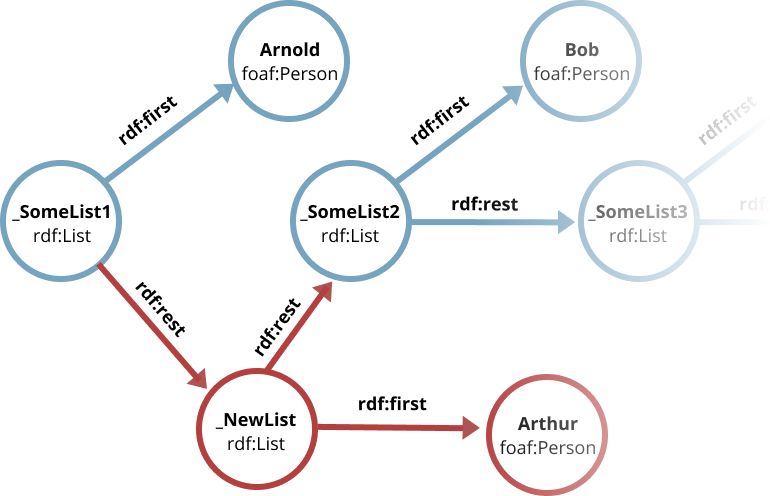 Arnold
foaf:Person
Bob
foaf:Person
rdf:first
rdf:first
rdf:first
_SomeList1
rdf:List
_SomeList2
rdf:List
rdf:rest
_SomeList3
rdf:List
rdf
rdf:rest
rdf:rest
_NewList
rdf:List
rdf:first
Arthur
foaf:Person